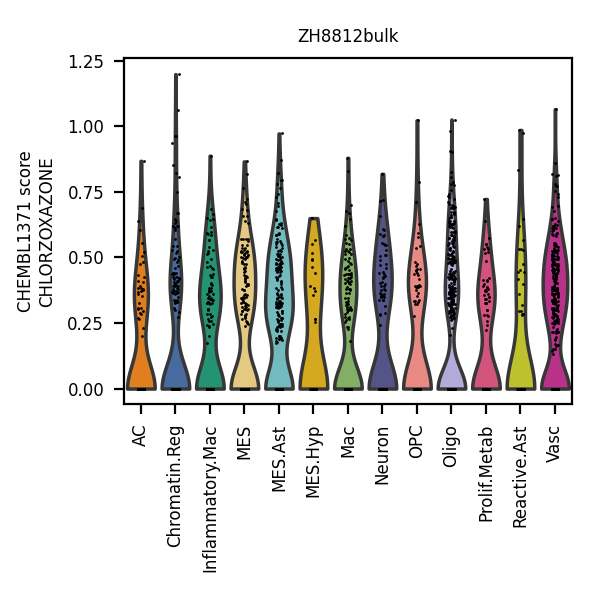 ZH8812bulk
CHEMBL1371 score
CHLORZOXAZONE
1.25
1.00
0.75
0.50
0.25
0.00
AC
Chromatin.Reg
Inflammatory.Mac
MES
MES.Ast
MES.Hyp
Mac
Neuron
OPC
Oligo
Prolif.Metab
Reactive.Ast
Vasc